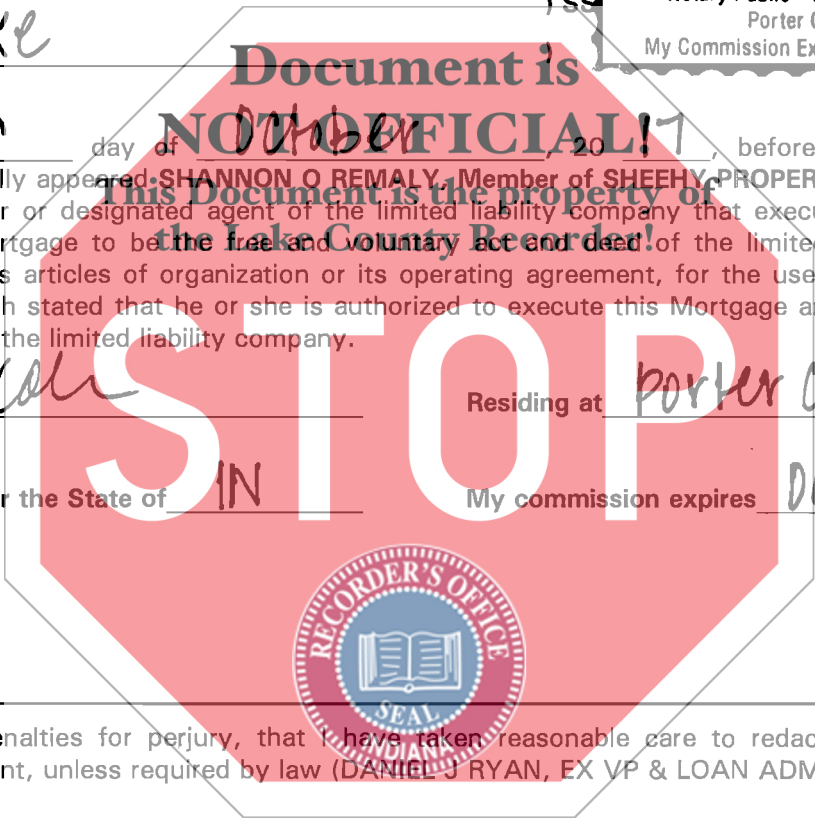 ) SS
Notary Public
Porter
My Commission Ex
Document is
NOT OFFICIAL!
day of October, 20 17, before
This Document is the property of
lly appeared SHANNON O REMALY, Member of SHEEHY PROPER
r or designated agent of the limited liability company that execu
the Lake County Recorder!
rtgage to be the free and voluntary act and deed of the limite
s articles of organization or its operating agreement, for the use
h stated that he or she is authorized to execute this Mortgage a
the limited liability company.
STOP
Residing at Porter
r the State of IN
My commission expires
RECORDER'S OFFICE
SEAL
INDIANA
enalties for perjury, that I have taken reasonable care to redac
nt, unless required by law (DANIEL J RYAN, EX VP & LOAN ADM